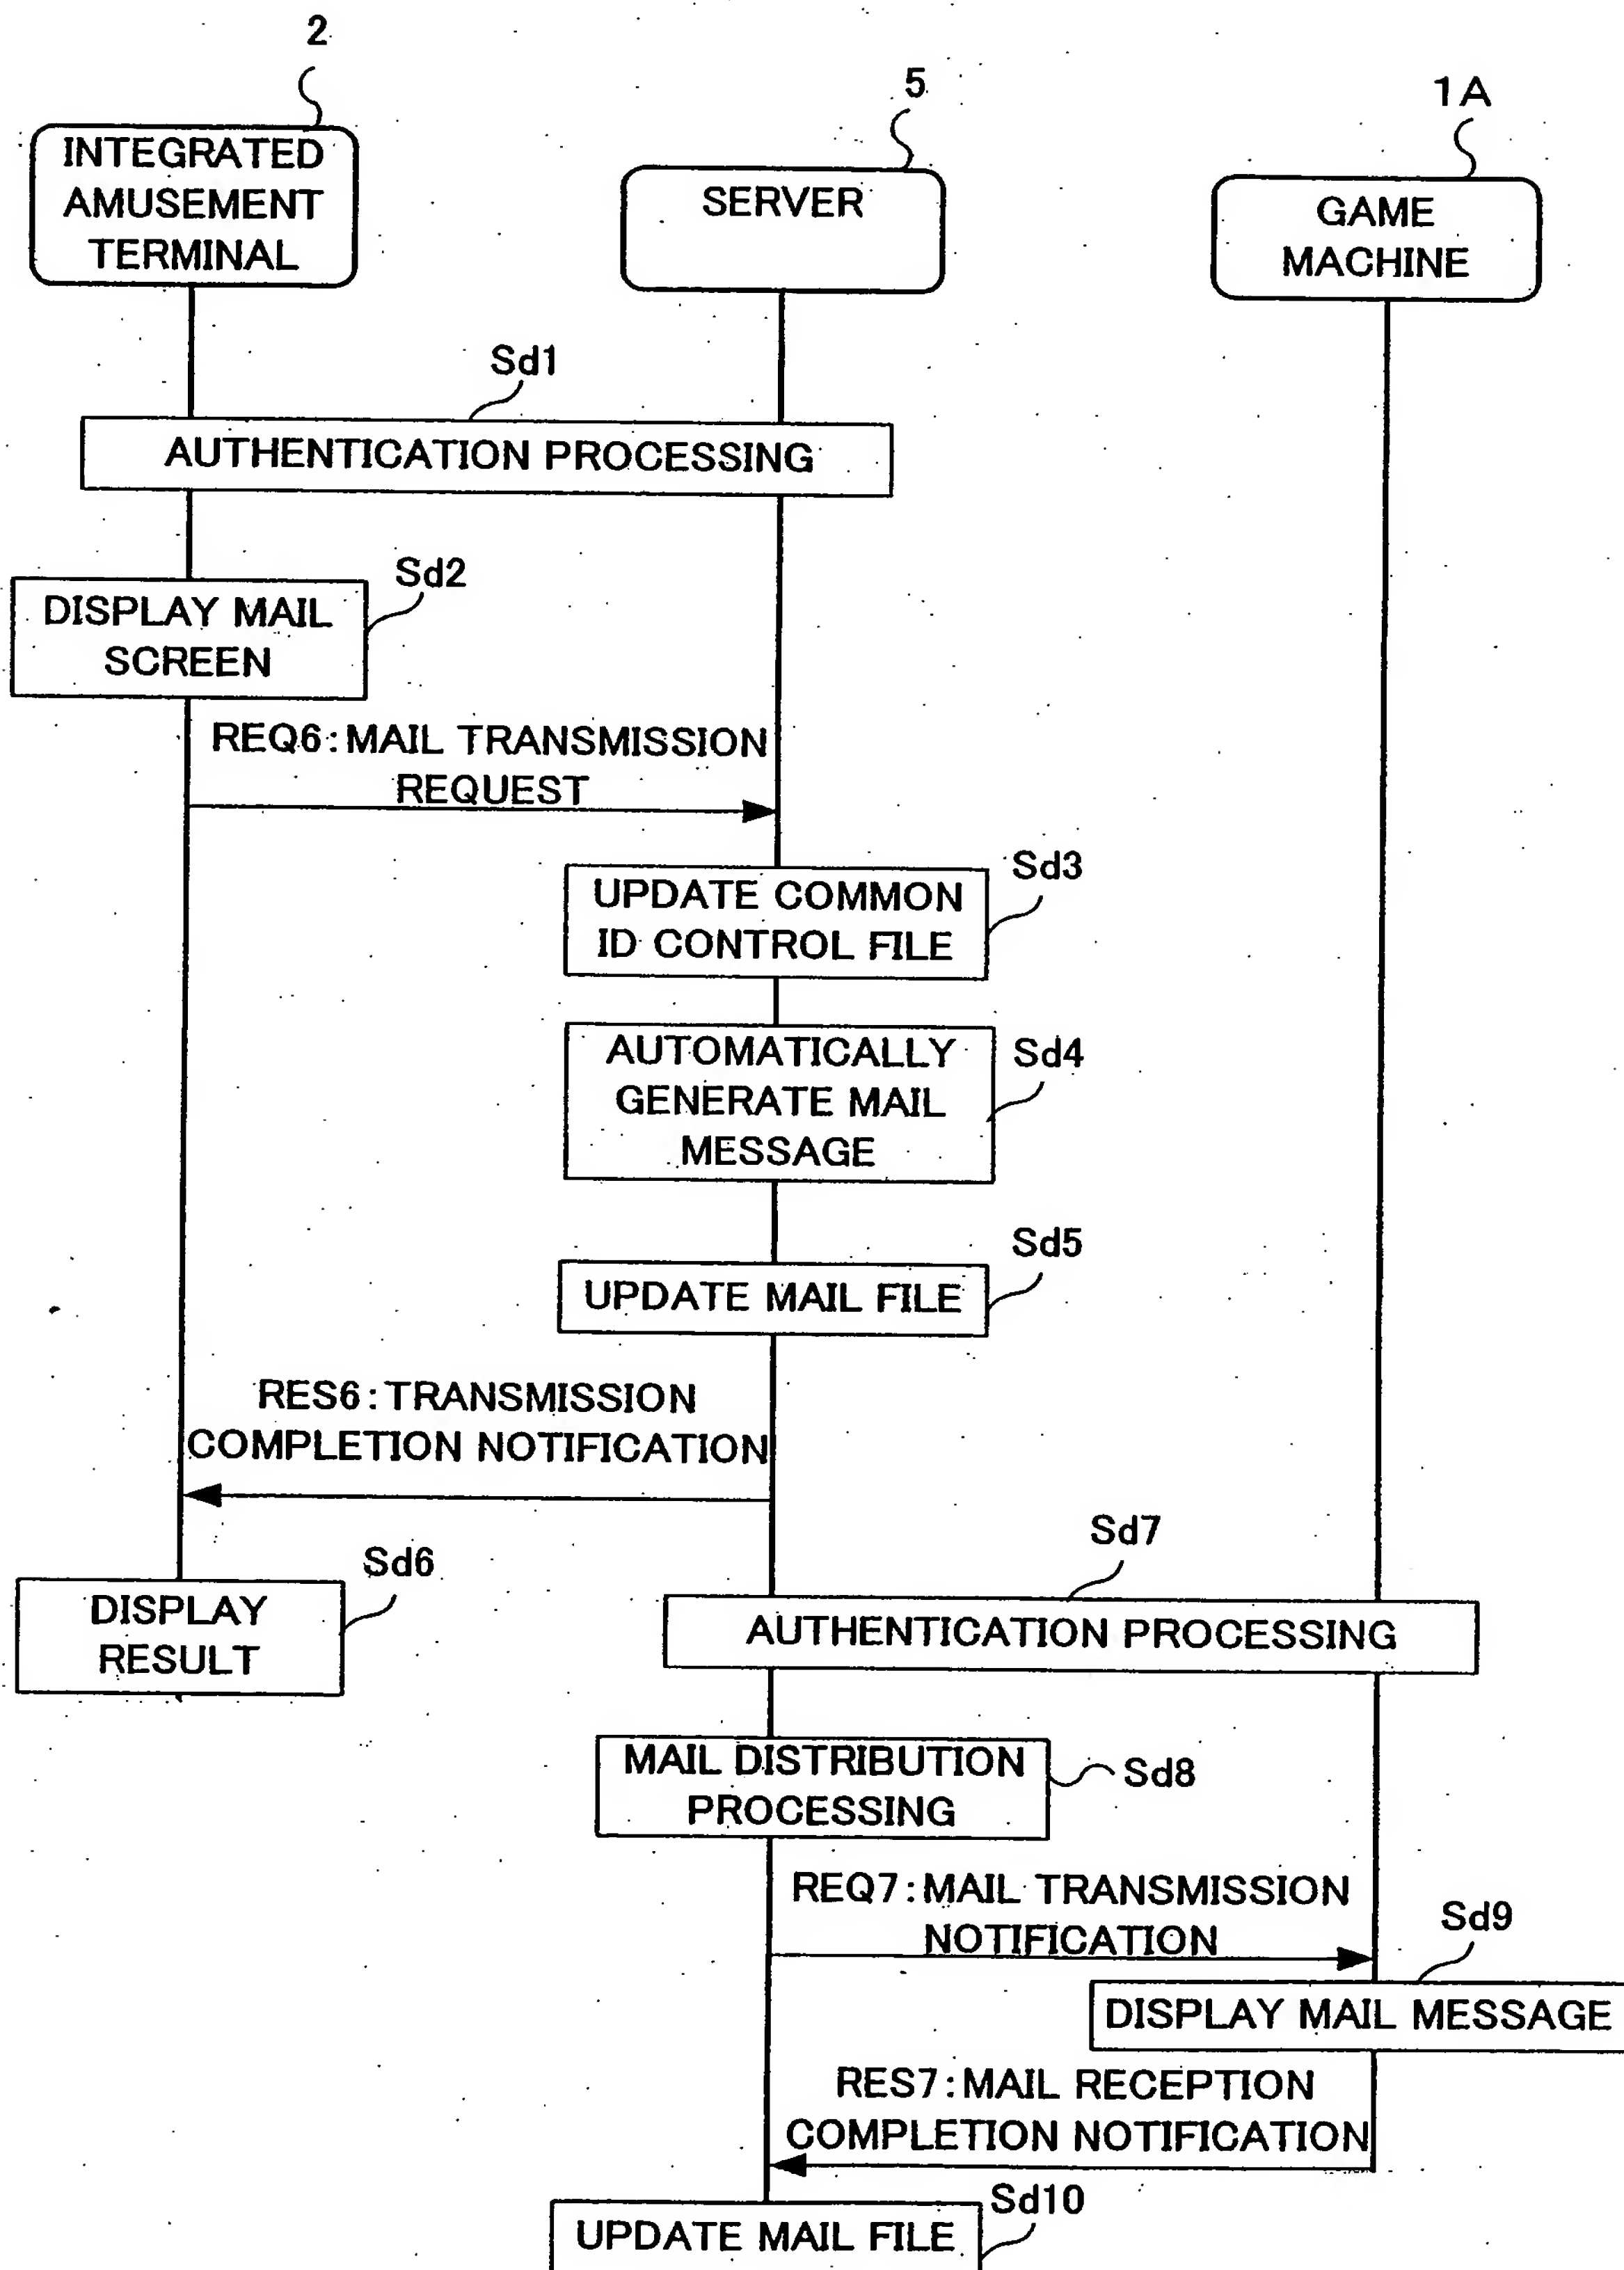 2
5
1A
INTEGRATED
AMUSEMENT
TERMINAL
SERVER
GAME
MACHINE
Sd1
AUTHENTICATION PROCESSING
Sd2
DISPLAY MAIL
SCREEN
REQ6:MAIL TRANSMISSION
REQUEST
Sd3
UPDATE COMMON
ID CONTROL FILE
Sd4
AUTOMATICALLY
GENERATE MAIL
MESSAGE
Sd5
UPDATE MAIL FILE
RES6:TRANSMISSION
COMPLETION NOTIFICATION
Sd6
DISPLAY
RESULT
Sd7
AUTHENTICATION PROCESSING
MAIL DISTRIBUTION
PROCESSING
Sd8
REQ7:MAIL TRANSMISSION
NOTIFICATION
Sd9
DISPLAY MAIL MESSAGE
RES7:MAIL RECEPTION
COMPLETION NOTIFICATION
Sd10
UPDATE MAIL FILE